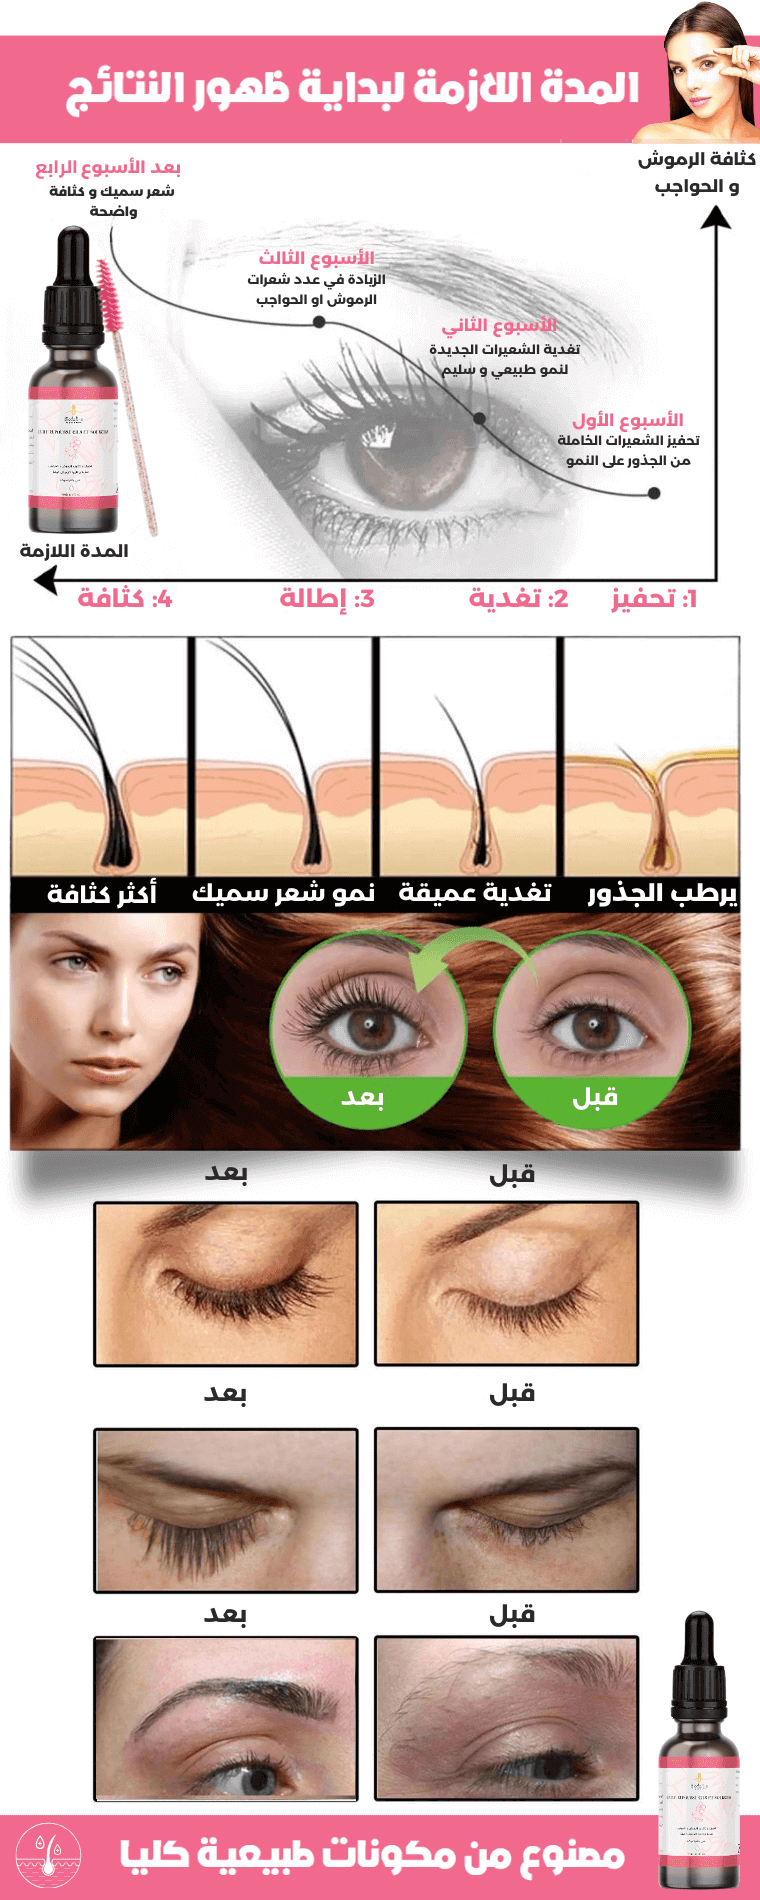 المدة اللازمة لبداية ظهور النتائج
كثافة الرموش
و الحواجب
بعد الأسبوع الرابع
شعر سميك و كثافة
واضحة
الأسبوع الثالث
الزيادة في عدد شعرات
الرموش او الحواجب
الأسبوع الثاني
تغدية الشعيرات الجديدة
لنمو طبيعي و سليم
الأسبوع الأول
تحفيز الشعيرات الخاملة
من الجذور على النمو
المدة اللازمة
1: تحفيز
2: تغدية
3: إطالة
4: كثافة
يرطب الجذور
تغدية عميقة
نمو شعر سميك
أكثر كثافة
قبل
بعد
قبل
بعد
قبل
بعد
قبل
بعد
مصنوع من مكونات طبيعية كليا